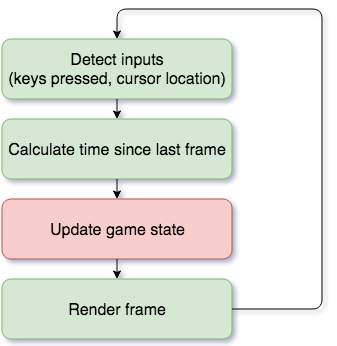 Detect inputs
(keys pressed, cursor location)
Calculate time since last frame
Update game state
Render frame